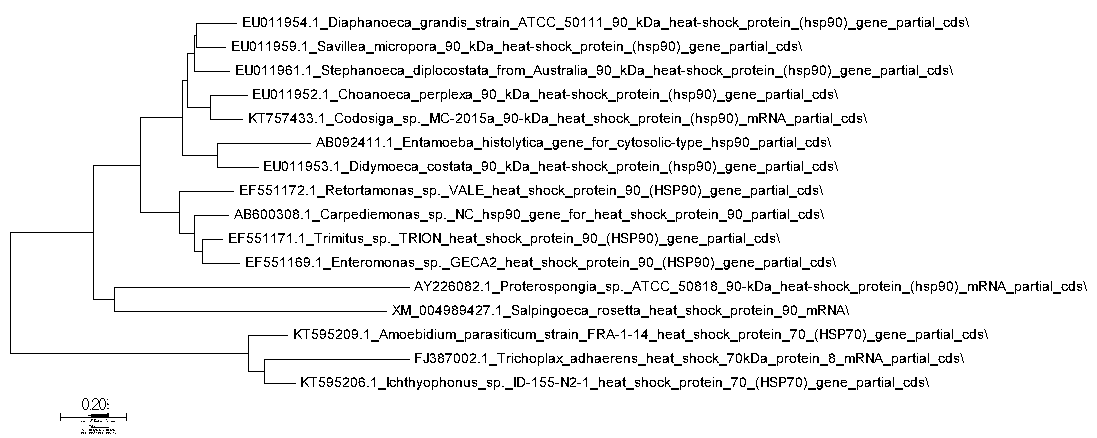 EU011954.1_Diaphanoeca_grandis_strain_ATCC_50111_90_kDa_heat-shock_protein_(hsp90)_gene_partial_cds\
EU011959.1_Savillea_micropora_90_kDa_heat-shock_protein_(hsp90)_gene_partial_cds\
EU011961.1_Stephanoeca_diplocostata_from_Australia_90_kDa_heat-shock_protein_(hsp90)_gene_partial_cds\
EU011952.1_Choanoeca_perplexa_90_kDa_heat-shock_protein_(hsp90)_gene_partial_cds\
KT757433.1_Codosiga_sp._MC-2015a_90-kDa_heat-shock_protein_(hsp90)_mRNA_partial_cds\
AB092411.1_Entamoeba_histolytica_gene_for_cytosolic-type_hsp90_partial_cds\
EU011953.1_Didymoeca_costata_90_kDa_heat-shock_protein_(hsp90)_gene_partial_cds\
EF551172.1_Retortamonas_sp._VALE_heat_shock_protein_90_(HSP90)_gene_partial_cds\
AB600308.1_Carpediemonas_sp._NC_hsp90_gene_for_heat_shock_protein_90_partial_cds\
EF551171.1_Trimitus_sp._TRION_heat_shock_protein_90_(HSP90)_gene_partial_cds\
EF551169.1_Enteromonas_sp._GECA2_heat_shock_protein_90_(HSP90)_gene_partial_cds\
AY226082.1_Proterospongia_sp._ATCC_50818_90-kDa_heat-shock_protein_(hsp90)_mRNA_partial_cds\
XM_004989427.1_Salpingoeca_rosetta_heat_shock_protein_90_mRNA\
KT595209.1_Amoebidium_parasiticum_strain_FRA-1-14_heat_shock_protein_70_(HSP70)_gene_partial_cds\
FJ387002.1_Trichoplax_adhaerens_heat_shock_70kDa_protein_8_mRNA_partial_cds\
KT595206.1_Ichthyophonus_sp._ID-155-N2-1_heat_shock_protein_70_(HSP70)_gene_partial_cds\
0.20